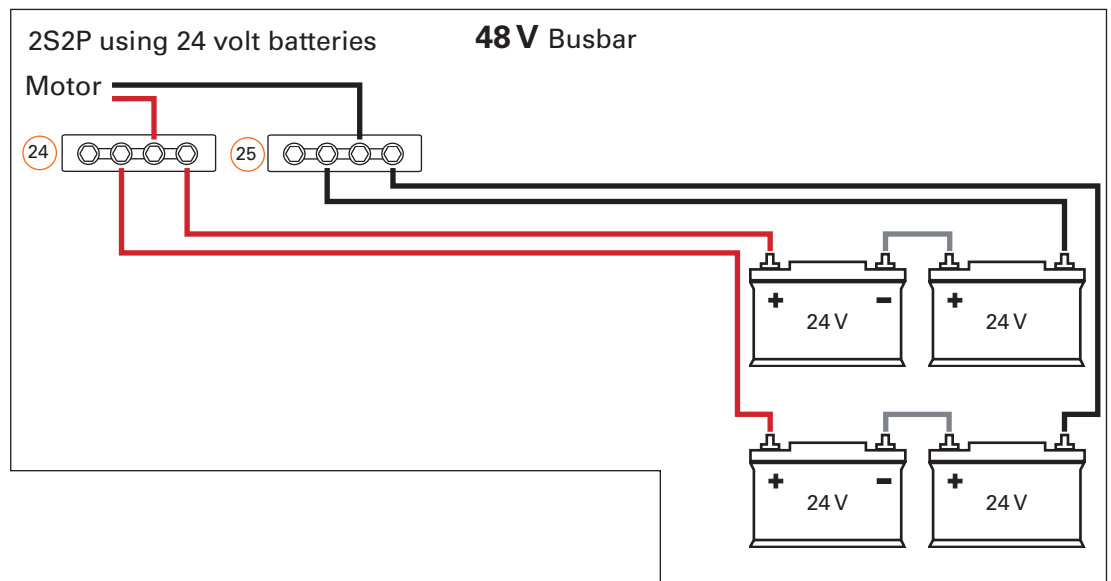 2S2P using 24 volt batteries
48 V Busbar
Motor
24
25
+ - +
24 V 24 V
+ - +
24 V 24 V